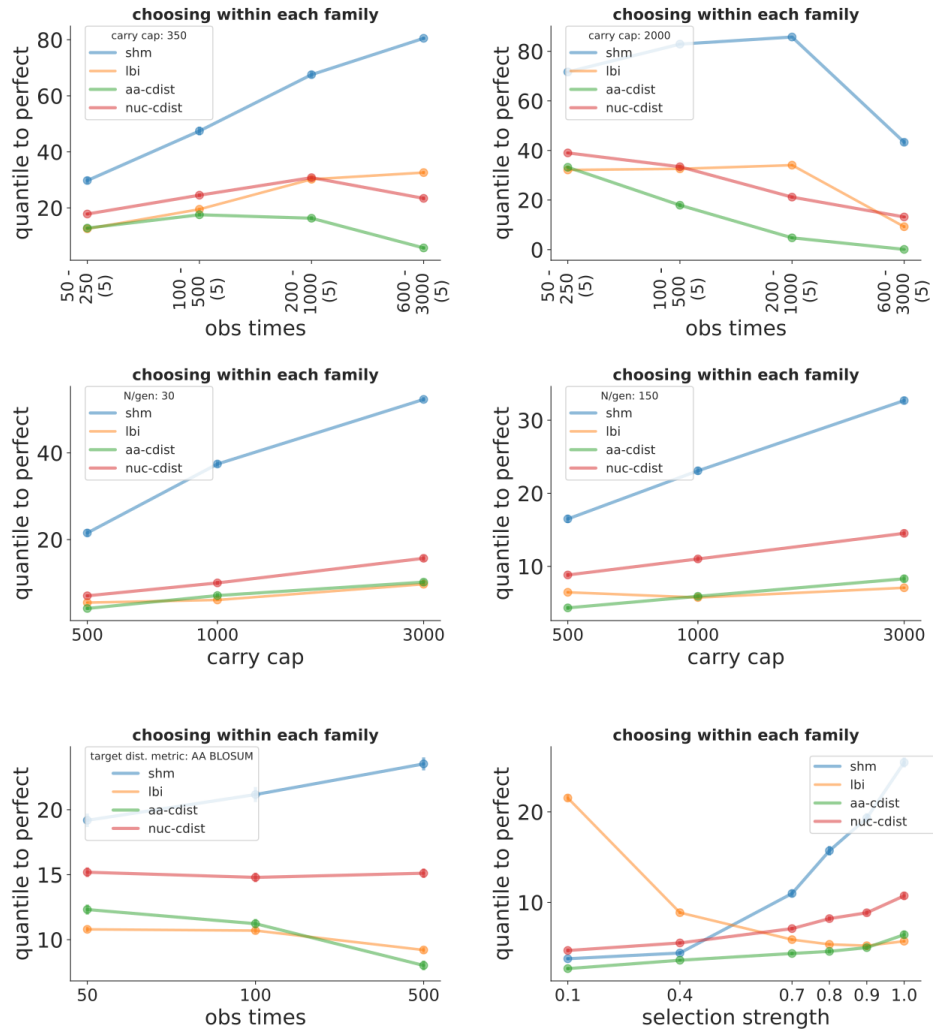 choosing within each family
carry cap: 350
shm
lbi
aa-cdist
nuc-cdist
quantile to perfect
80
60
40
20
50-
250
(5)
100-
500
(5)
200-
1000
(5)
600-
3000
(5)
obs times
choosing within each family
carry cap: 2000
shm
lbi
aa-cdist
nuc-cdist
quantile to perfect
80
60
40
20
0
50-
250
(5)
100-
500
(5)
200-
1000
(5)
600-
3000
(5)
obs times
choosing within each family
N/gen: 30
shm
lbi
aa-cdist
nuc-cdist
quantile to perfect
40
20
500
1000
3000
carry cap
choosing within each family
N/gen: 150
shm
lbi
aa-cdist
nuc-cdist
quantile to perfect
30
20
10
500
1000
3000
carry cap
choosing within each family
target dist. metric: AA BLOSUM
shm
lbi
aa-cdist
nuc-cdist
quantile to perfect
20
15
10
50
100
500
obs times
choosing within each family
shm
lbi
aa-cdist
nuc-cdist
quantile to perfect
20
10
0.1
0.4
0.7
0.8
0.9
1.0
selection strength